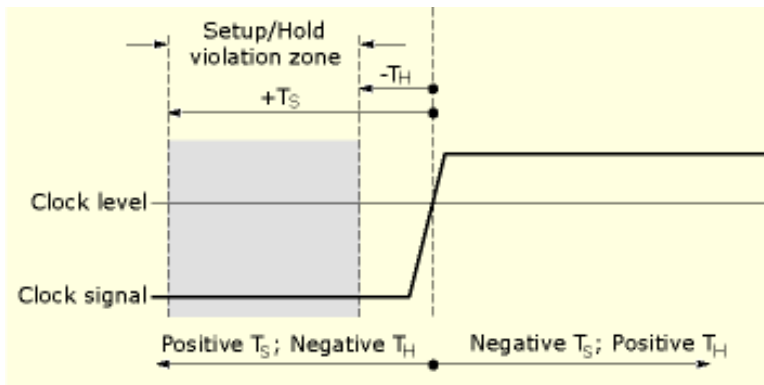 Setup/Hold
violation zone
-TH
+TS
Clock level
Clock signal
Positive TS; Negative TH
Negative TS; Positive TH